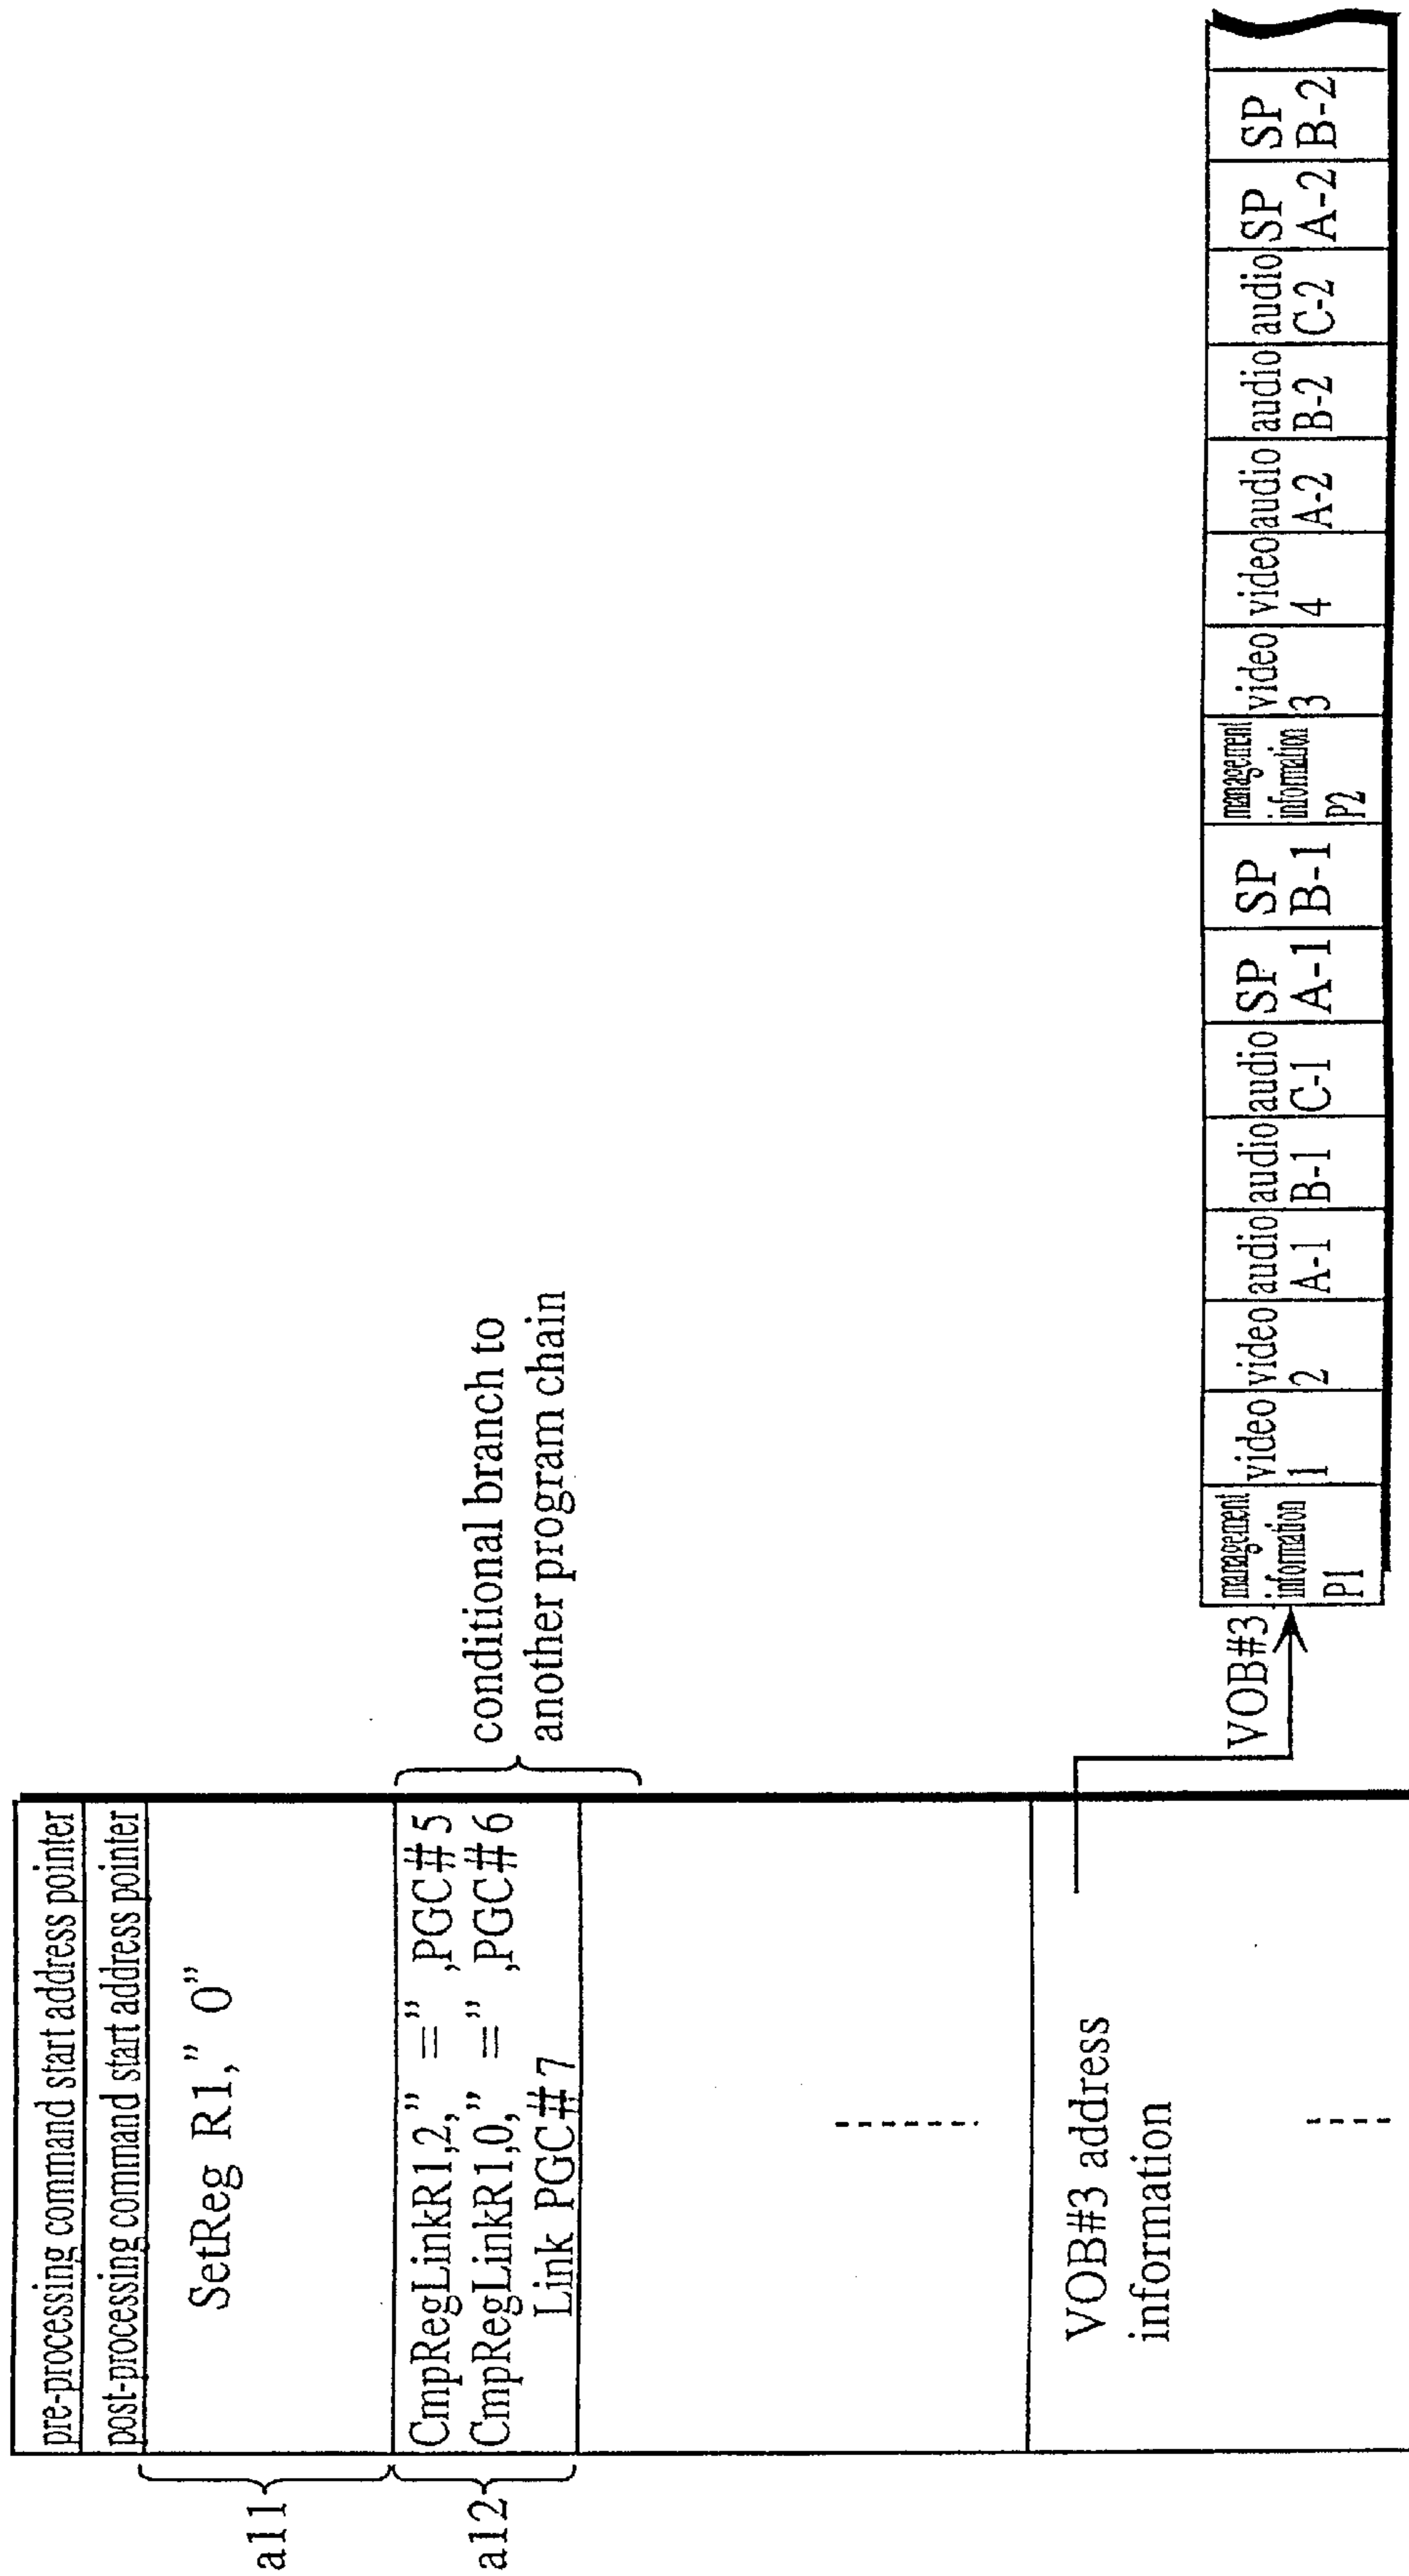 pre-processing command start address pointer
post-processing command start address pointer
a11
SetReg R1," 0"
a12
CmpRegLinkR1,2," =" ,PGC#5
CmpRegLinkR1,0," =" ,PGC#6
Link PGC#7
conditional branch to
another program chain
VOB#3 address
information
VOB#3
management
information
P1
video
1
video
2
audio
A-1
audio
B-1
audio
C-1
SP
A-1
SP
B-1
management
information
P2
video
3
video
4
audio
A-2
audio
B-2
audio
C-2
SP
A-2
SP
B-2